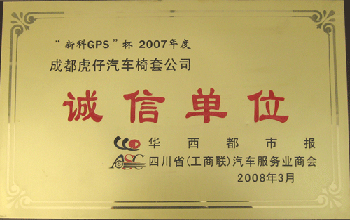 “新科GPS”杯 2007年度
成都虎仔汽车椅套公司
诚信单位
华西都市报
四川省(工商联)汽车服务业商会
2008年3月